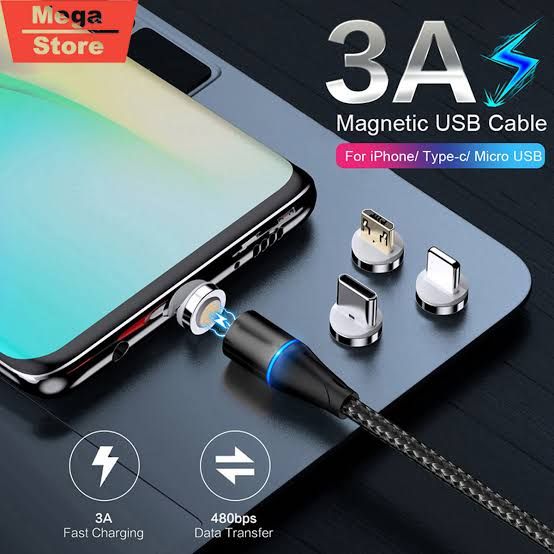 Mega
Store
3A
Magnetic USB Cable
For iPhone/ Type-c/ Micro USB
3A
Fast Charging
480bps
Data Transfer